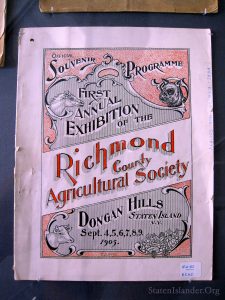 Official
Souvenir Programme
First
Annual
Exhibition
of the
Richmond
County
Agricultural Society
Dongan Hills
Staten Island
N.Y.
Sept. 4,5,6,7,8,9.
1905.
StatenIslander.Org